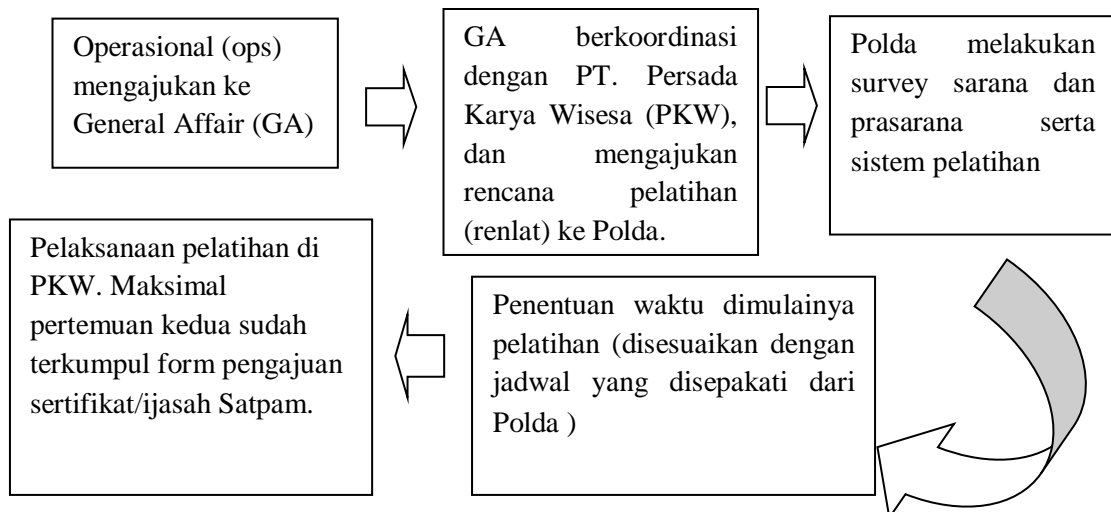 Operasional (ops)
mengajukan ke
General Affair (GA)
GA berkoordinasi
dengan PT. Persada
Karya Wisesa (PKW),
dan mengajukan
rencana pelatihan
(renlat) ke Polda.
Polda melakukan
survey sarana dan
prasarana serta
sistem pelatihan
Penentuan waktu dimulainya
pelatihan (disesuaikan dengan
jadwal yang disepakati dari
Polda )
Pelaksanaan pelatihan di
PKW. Maksimal
pertemuan kedua sudah
terkumpul form pengajuan
sertifikat/ijasah Satpam.